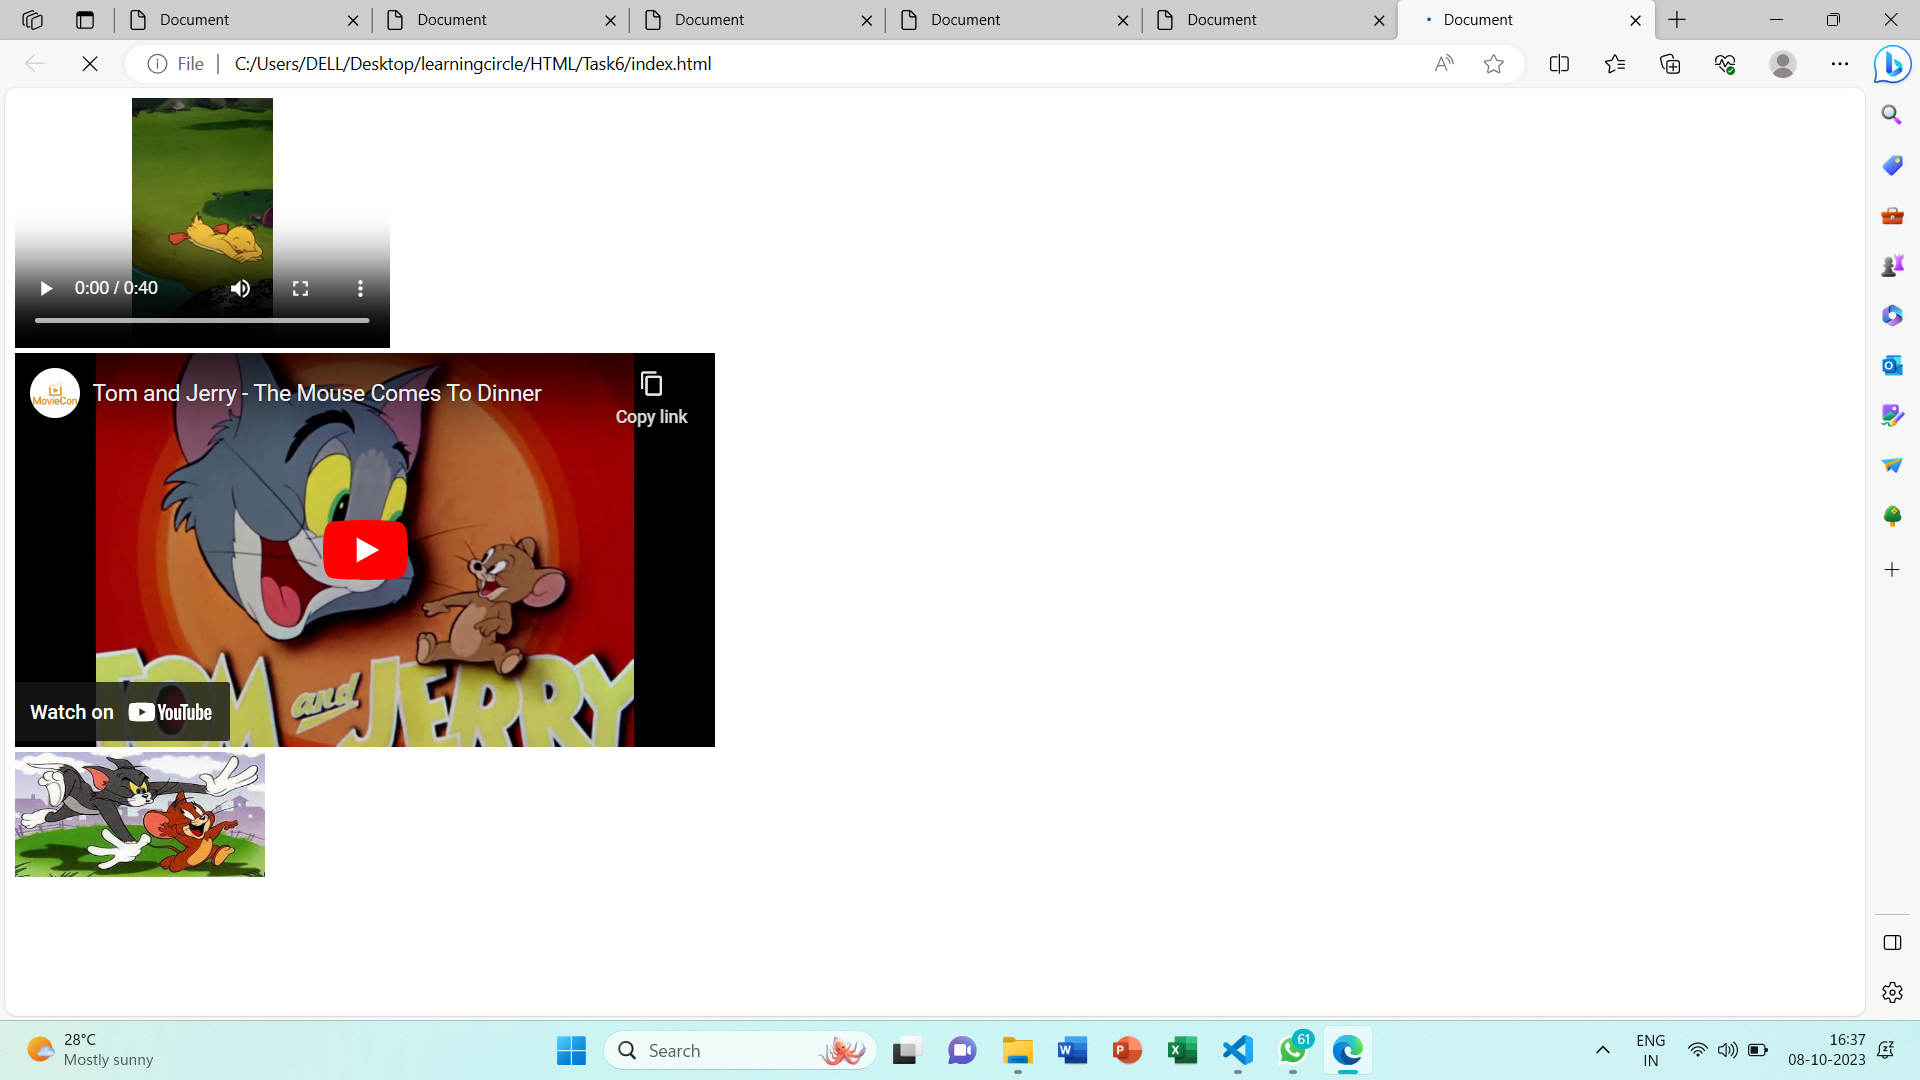 Document
Document
Document
Document
Document
Document
File
C:/Users/DELL/Desktop/learningcircle/HTML/Task6/index.html
0:00 / 0:40
MovieCon
Tom and Jerry - The Mouse Comes To Dinner
Copy link
TOM and JERRY
Watch on YouTube
28°C
Mostly sunny
Search
61
ENG
IN
16:37
08-10-2023